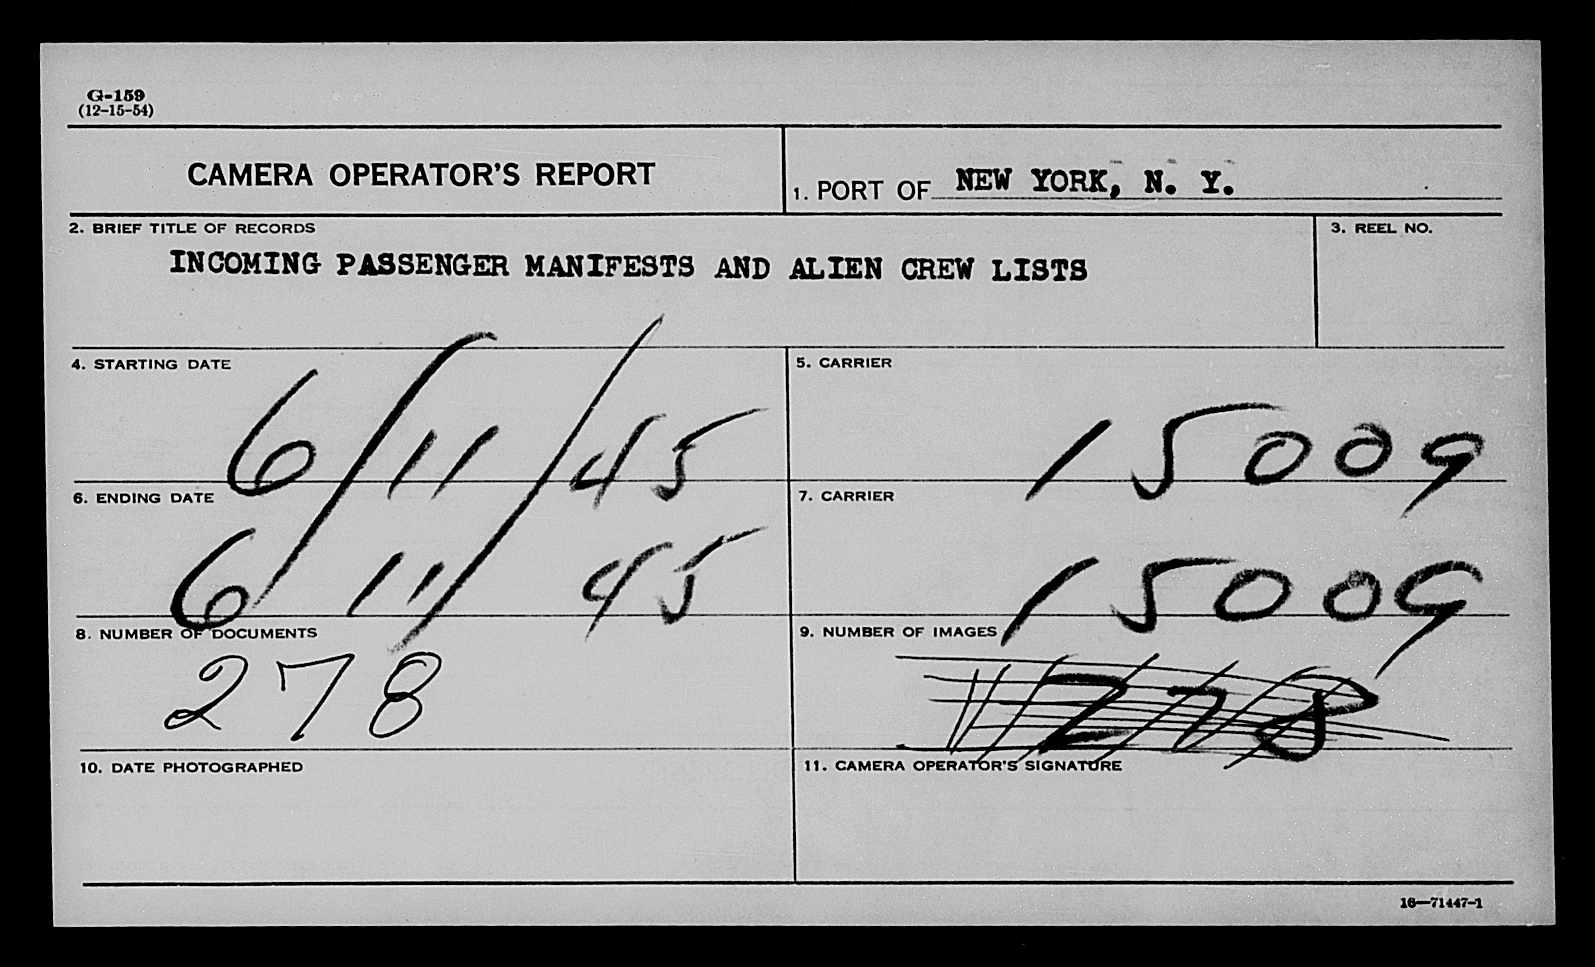 G-159
(12-15-54)
CAMERA OPERATOR'S REPORT
1. PORT OF NEW YORK, N. Y.
2. BRIEF TITLE OF RECORDS
INCOMING PASSENGER MANIFESTS AND ALIEN CREW LISTS
3. REEL NO.
4. STARTING DATE
6/11/45
5. CARRIER
15009
6. ENDING DATE
6/11/45
7. CARRIER
15009
8. NUMBER OF DOCUMENTS
278
9. NUMBER OF IMAGES
278
10. DATE PHOTOGRAPHED
11. CAMERA OPERATOR'S SIGNATURE
16—71447-1